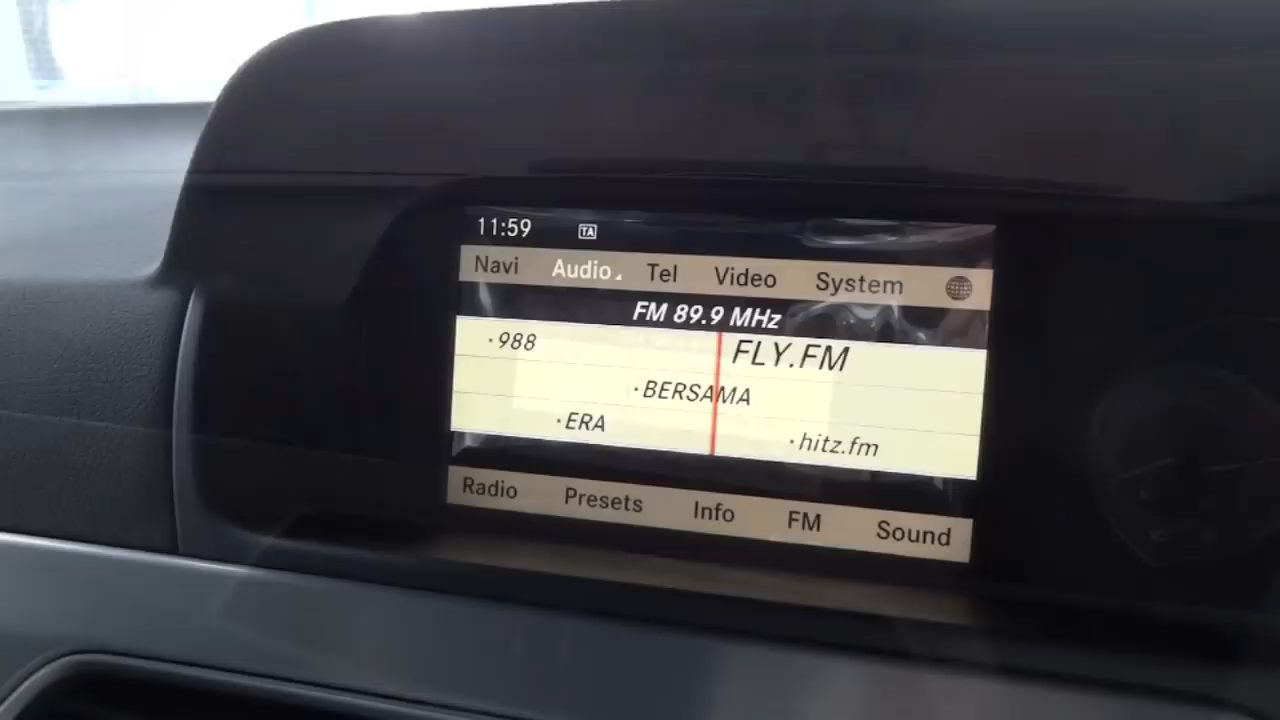 11:59 TA
Navi Audio Tel Video System
FM 89.9 MHz
·988 FLY.FM
·BERSAMA
·ERA ·hitz.fm
Radio Presets Info FM Sound